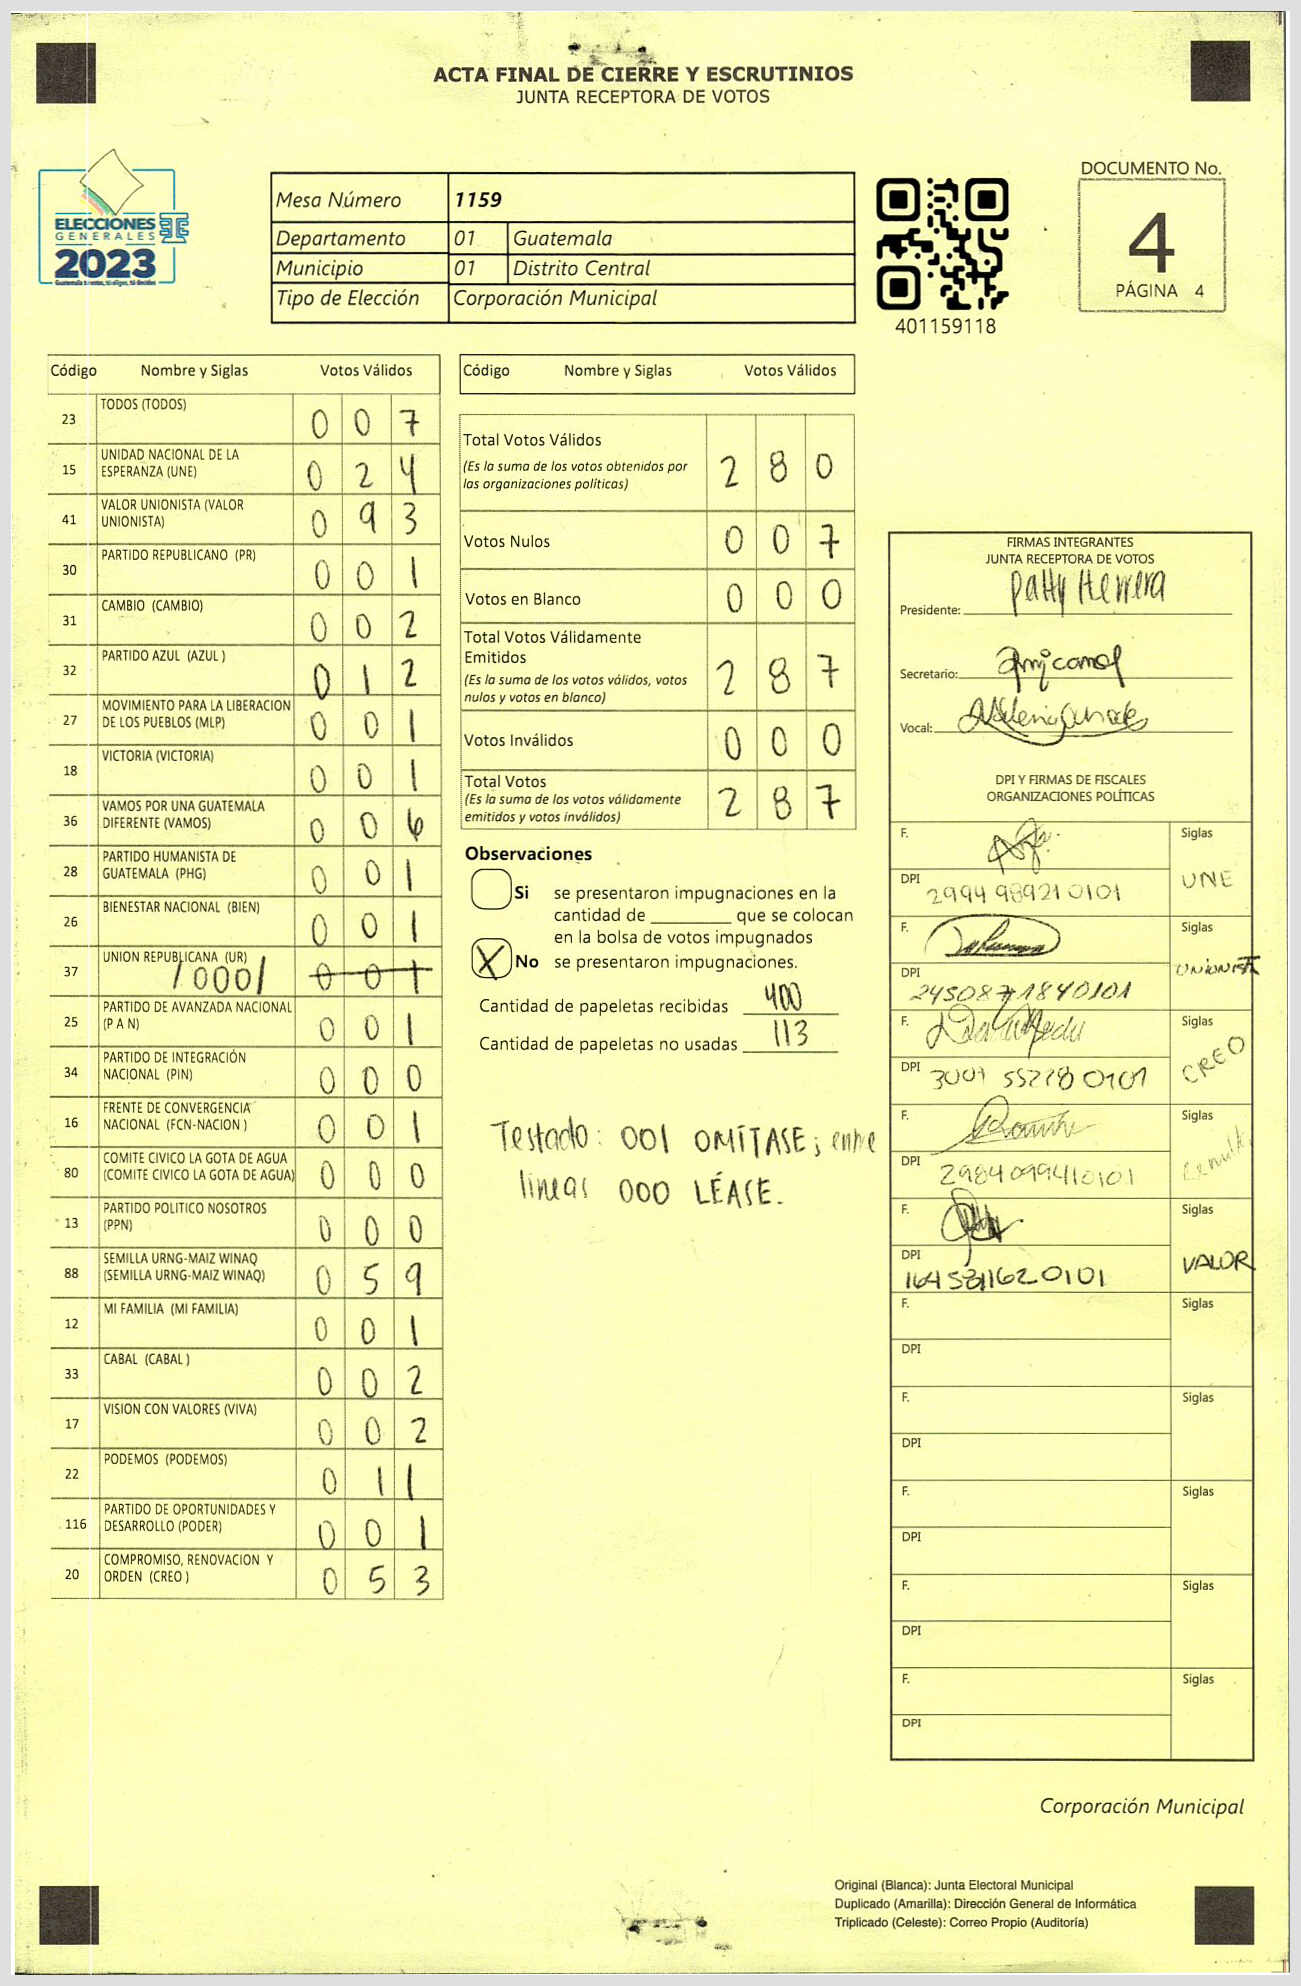 ACTA FINAL DE CIERRE Y ESCRUTINIOS
JUNTA RECEPTORA DE VOTOS
ELECCIONES
GENERALES
2023
Mesa Número 1159
Departamento 01 Guatemala
Municipio 01 Distrito Central
Tipo de Elección Corporación Municipal
401159118
DOCUMENTO No.
4
PÁGINA 4
Código Nombre y Siglas Votos Válidos
23 TODOS (TODOS) 0 0 7
15 UNIDAD NACIONAL DE LA
ESPERANZA (UNE) 0 2 4
41 VALOR UNIONISTA (VALOR
UNIONISTA) 0 9 3
30 PARTIDO REPUBLICANO (PR) 0 0 1
31 CAMBIO (CAMBIO) 0 0 2
32 PARTIDO AZUL (AZUL ) 0 1 2
27 MOVIMIENTO PARA LA LIBERACION
DE LOS PUEBLOS (MLP) 0 0 1
18 VICTORIA (VICTORIA) 0 0 1
36 VAMOS POR UNA GUATEMALA
DIFERENTE (VAMOS) 0 0 6
28 PARTIDO HUMANISTA DE
GUATEMALA (PHG) 0 0 1
26 BIENESTAR NACIONAL (BIEN) 0 0 1
37 UNION REPUBLICANA (UR)
/000/ 0 0 1
25 PARTIDO DE AVANZADA NACIONAL
(P A N) 0 0 1
34 PARTIDO DE INTEGRACIÓN
NACIONAL (PIN) 0 0 0
16 FRENTE DE CONVERGENCIA
NACIONAL (FCN-NACION ) 0 0 1
80 COMITE CIVICO LA GOTA DE AGUA
(COMITE CIVICO LA GOTA DE AGUA) 0 0 0
13 PARTIDO POLITICO NOSOTROS
(PPN) 0 0 0
88 SEMILLA URNG-MAIZ WINAQ
(SEMILLA URNG-MAIZ WINAQ) 0 5 9
12 MI FAMILIA (MI FAMILIA) 0 0 1
33 CABAL (CABAL ) 0 0 2
17 VISION CON VALORES (VIVA) 0 0 2
22 PODEMOS (PODEMOS) 0 1 1
116 PARTIDO DE OPORTUNIDADES Y
DESARROLLO (PODER) 0 0 1
20 COMPROMISO, RENOVACION Y
ORDEN (CREO ) 0 5 3
Código Nombre y Siglas Votos Válidos
Total Votos Válidos 2 8 0
(Es la suma de los votos obtenidos por
las organizaciones políticas)
Votos Nulos 0 0 7
Votos en Blanco 0 0 0
Total Votos Válidamente
Emitidos 2 8 7
(Es la suma de los votos válidos, votos
nulos y votos en blanco)
Votos Inválidos 0 0 0
Total Votos 2 8 7
(Es la suma de los votos válidamente
emitidos y votos inválidos)
Observaciones
Si se presentaron impugnaciones en la
cantidad de ________ que se colocan
en la bolsa de votos impugnados
X No se presentaron impugnaciones.
Cantidad de papeletas recibidas 400
Cantidad de papeletas no usadas 113
Testado: 001 OMÍTASE; entre
lineas 000 LÉASE.
FIRMAS INTEGRANTES
JUNTA RECEPTORA DE VOTOS
Presidente: Patty Herrera
Secretario:
Vocal:
DPI Y FIRMAS DE FISCALES
ORGANIZACIONES POLÍTICAS
F. Siglas
DPI 2994 98921 0101 UNE
F. Siglas
DPI 2450871840101 UNIONISTA
F. Siglas
DPI 3001 552780101 CREO
F. Siglas
DPI 2984099410101
F. Siglas
DPI VALOR
F. Siglas
DPI
F. Siglas
DPI
F. Siglas
DPI
F. Siglas
DPI
F. Siglas
DPI
Corporación Municipal
Original (Blanca): Junta Electoral Municipal
Duplicado (Amarilla): Dirección General de Informática
Triplicado (Celeste): Correo Propio (Auditoría)